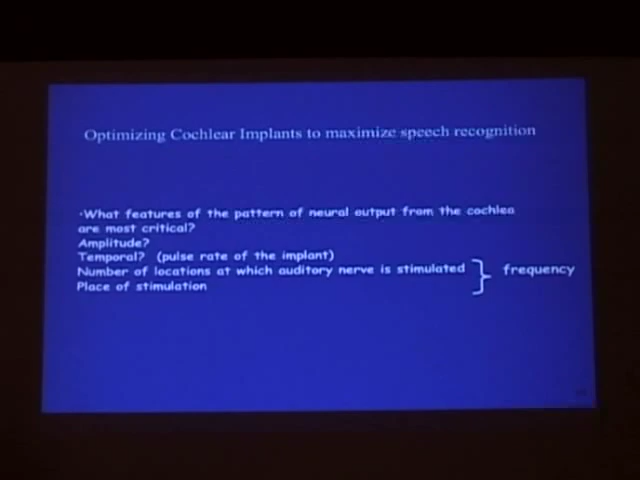 Optimizing Cochlear Implants to maximize speech recognition
•What features of the pattern of neural output from the cochlea
are most critical?
Amplitude?
Temporal? (pulse rate of the implant)
Number of locations at which auditory nerve is stimulated
Place of stimulation
frequency